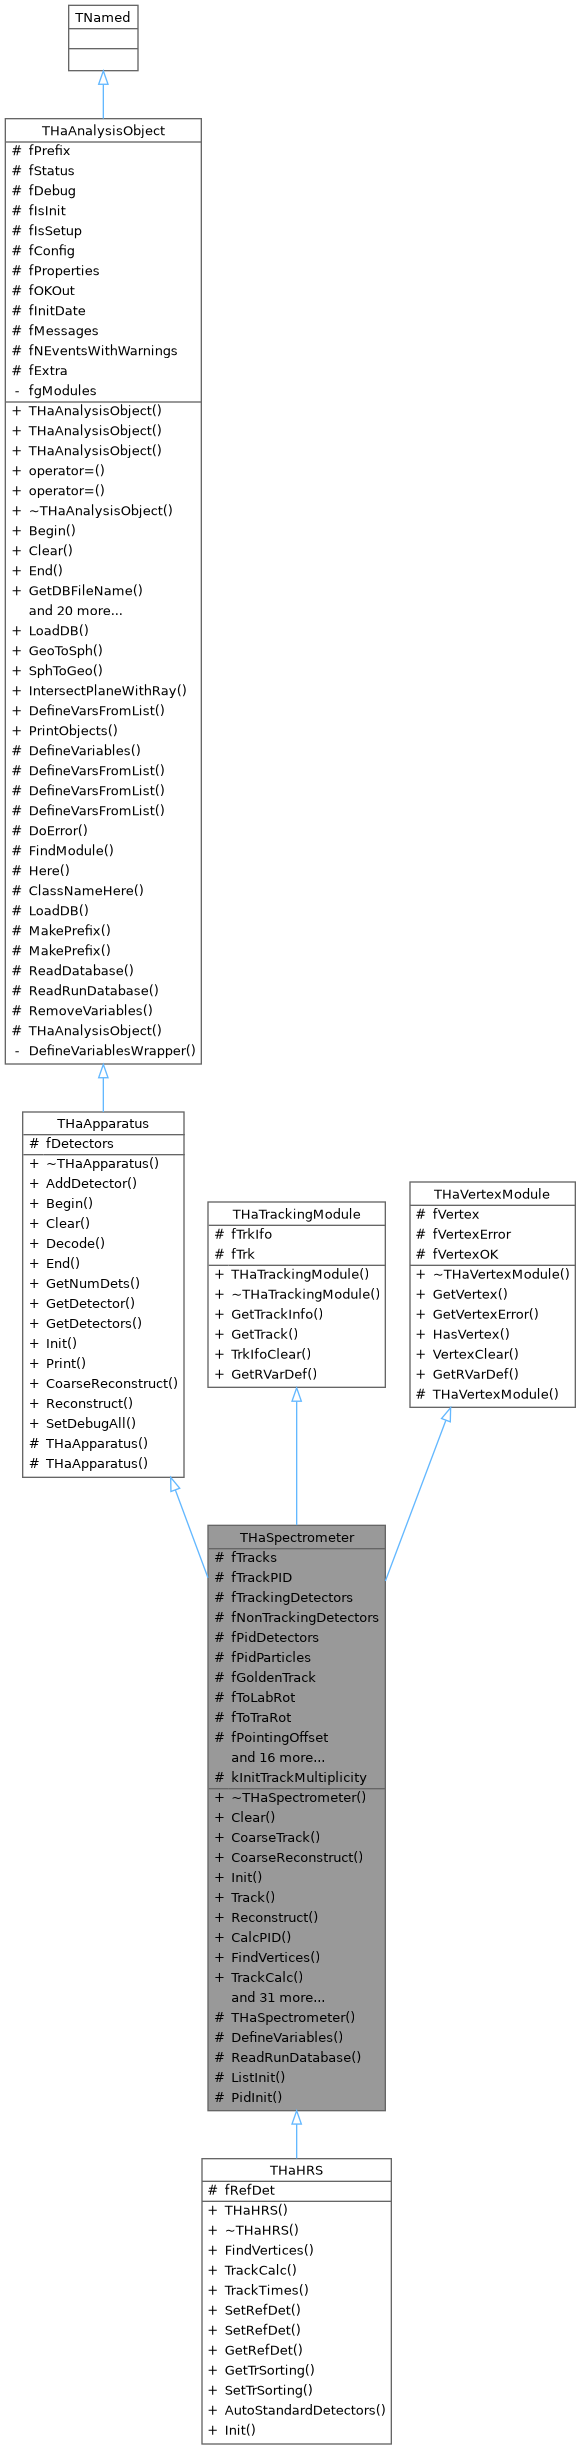 TNamed
THaAnalysisObject
# fPrefix
# fStatus
# fDebug
# fIsInit
# fIsSetup
# fConfig
# fProperties
# fOKOut
# fInitDate
# fMessages
# fNEventsWithWarnings
# fExtra
- fgModules
+ THaAnalysisObject()
+ THaAnalysisObject()
+ THaAnalysisObject()
+ operator=()
+ operator=()
+ ~THaAnalysisObject()
+ Begin()
+ Clear()
+ End()
+ GetDBFileName()
and 20 more...
+ LoadDB()
+ GeoToSph()
+ SphToGeo()
+ IntersectPlaneWithRay()
+ DefineVarsFromList()
+ PrintObjects()
# DefineVariables()
# DefineVarsFromList()
# DefineVarsFromList()
# DefineVarsFromList()
# DoError()
# FindModule()
# Here()
# ClassNameHere()
# LoadDB()
# MakePrefix()
# MakePrefix()
# ReadDatabase()
# ReadRunDatabase()
# RemoveVariables()
# THaAnalysisObject()
- DefineVariablesWrapper()
THaApparatus
# fDetectors
+ ~THaApparatus()
+ AddDetector()
+ Begin()
+ Clear()
+ Decode()
+ End()
+ GetNumDets()
+ GetDetector()
+ GetDetectors()
+ Init()
+ Print()
+ CoarseReconstruct()
+ Reconstruct()
+ SetDebugAll()
# THaApparatus()
# THaApparatus()
THaTrackingModule
# fTrkIfo
# fTrk
+ THaTrackingModule()
+ ~THaTrackingModule()
+ GetTrackInfo()
+ GetTrack()
+ TrkIfoClear()
+ GetRVarDef()
THaVertexModule
# fVertex
# fVertexError
# fVertexOK
+ ~THaVertexModule()
+ GetVertex()
+ GetVertexError()
+ HasVertex()
+ VertexClear()
+ GetRVarDef()
# THaVertexModule()
THaSpectrometer
# fTracks
# fTrackPID
# fTrackingDetectors
# fNonTrackingDetectors
# fPidDetectors
# fPidParticles
# fGoldenTrack
# fToLabRot
# fToTraRot
# fPointingOffset
and 16 more...
# kInitTrackMultiplicity
+ ~THaSpectrometer()
+ Clear()
+ CoarseTrack()
+ CoarseReconstruct()
+ Init()
+ Track()
+ Reconstruct()
+ CalcPID()
+ FindVertices()
+ TrackCalc()
and 31 more...
# THaSpectrometer()
# DefineVariables()
# ReadRunDatabase()
# ListInit()
# PidInit()
THaHRS
# fRefDet
+ THaHRS()
+ ~THaHRS()
+ FindVertices()
+ TrackCalc()
+ TrackTimes()
+ SetRefDet()
+ SetRefDet()
+ GetRefDet()
+ GetTrSorting()
+ SetTrSorting()
+ AutoStandardDetectors()
+ Init()